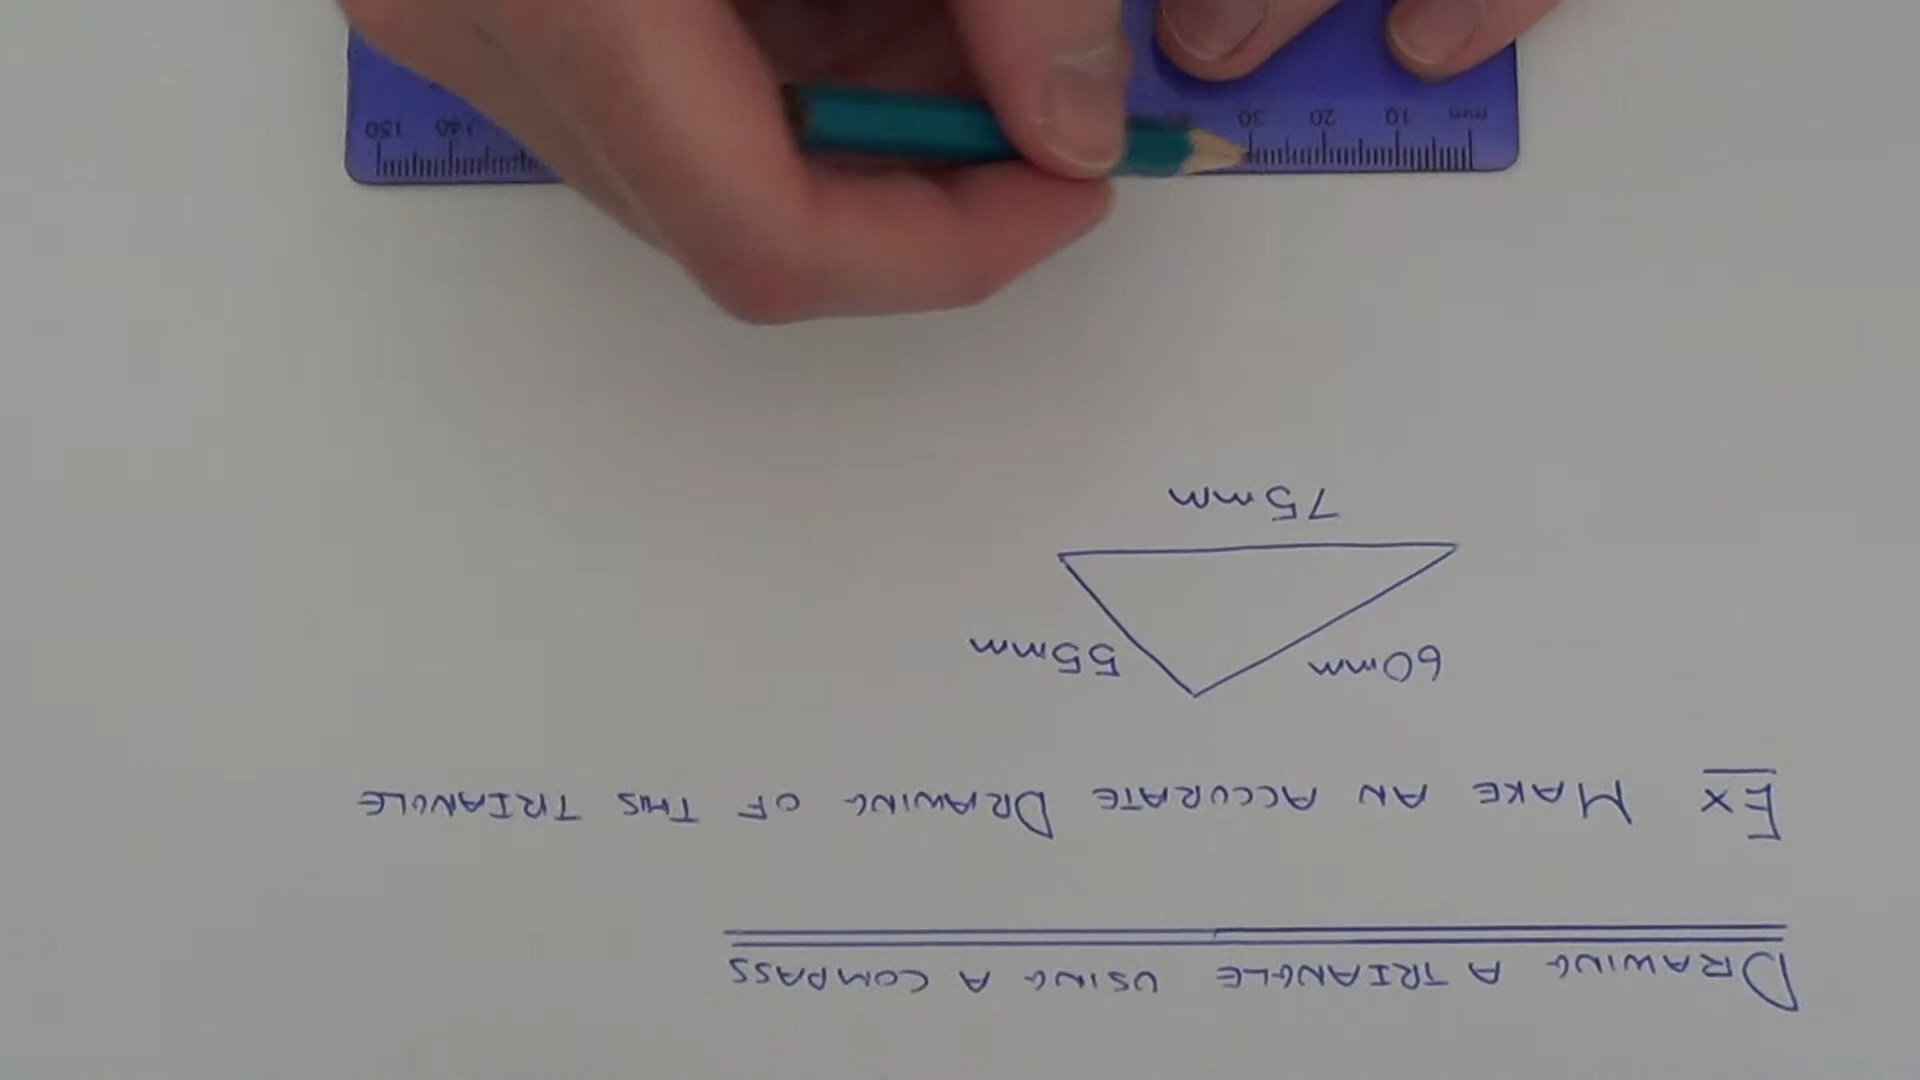 DRAWING A TRIANGLE USING A COMPASS
EX MAKE AN ACCURATE DRAWING OF THIS TRIANGLE
60mm
55mm
75mm
mm 10 20 30 140 150